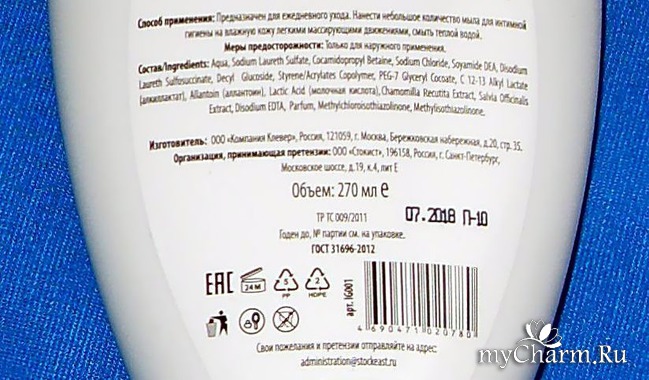 Способ применения: Предназначен для ежедневного ухода. Нанести небольшое количество мыла для интимной
гигиены на влажную кожу легкими массирующими движениями, смыть теплой водой.
Меры предосторожности: Только для наружного применения.
Состав/Ingredients: Aqua, Sodium Laureth Sulfate, Cocamidopropyl Betaine, Sodium Chloride, Soyamide DEA, Disodium
Laureth Sulfosuccinate, Decyl Glucoside, Styrene/Acrylates Copolymer, PEG-7 Glyceryl Cocoate, C 12-13 Alkyl Lactate
(алкиллактат), Allantoin (аллантоин), Lactic Acid (молочная кислота), Chamomilla Recutita Extract, Salvia Officinalis
Extract, Disodium EDTA, Parfum, Methylchloroisothiazolinone, Methylisothiazolinone.
Изготовитель: ООО «Компания Клевер», Россия, 121059, г. Москва, Бережковская набережная, д.20, стр. 35.
Организация, принимающая претензии: ООО «Стокист», 196158, Россия, г. Санкт-Петербург,
Московское шоссе, д.19, к.4, лит Е
Объем: 270 мл е
ТР ТС 009/2011
07.2018 П-10
Годен до, № партии см. на упаковке.
ГОСТ 31696-2012
EAC 24 M 5 PP 2 HDPE
арт. IG001
4 690471 020780
Свои пожелания и претензии отправляйте на адрес:
administration@stockeast.ru
myCharm.Ru